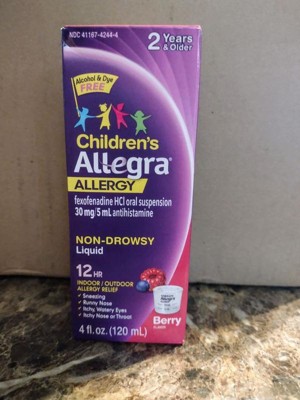 NDC 41167-4244-4
2 Years
& Older
Alcohol & Dye
FREE
Children's
Allegra®
ALLERGY
fexofenadine HCl oral suspension
30 mg/5 mL antihistamine
NON-DROWSY
Liquid
12 HR
INDOOR/OUTDOOR
ALLERGY RELIEF
✓ Sneezing
✓ Runny Nose
✓ Itchy, Watery Eyes
✓ Itchy Nose or Throat
Allegra
Berry
FLAVOR
4 fl. oz. (120 mL)